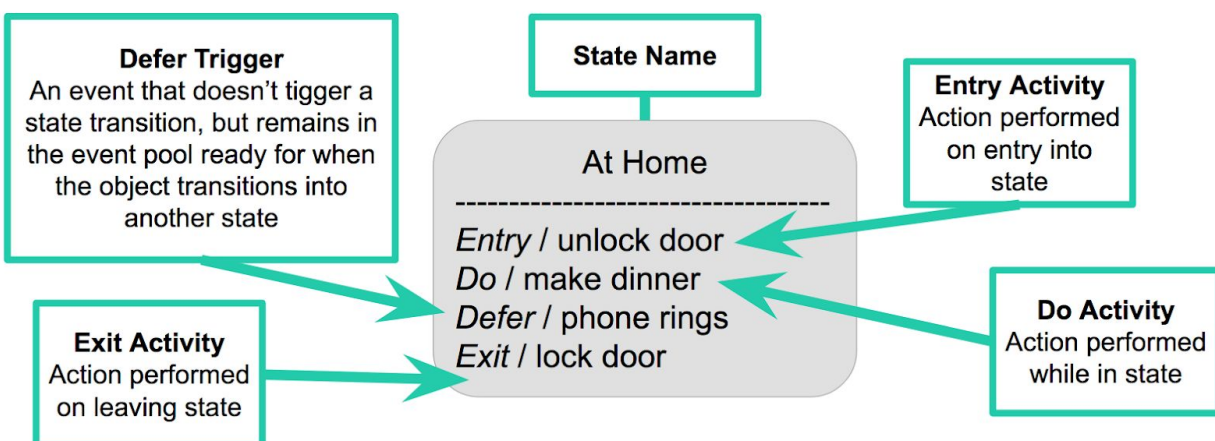 Defer Trigger
An event that doesn't tigger a
state transition, but remains in
the event pool ready for when
the object transitions into
another state
State Name
Entry Activity
Action performed
on entry into
state
At Home
-----------------------------------
Entry / unlock door
Do / make dinner
Defer / phone rings
Exit / lock door
Exit Activity
Action performed
on leaving state
Do Activity
Action performed
while in state